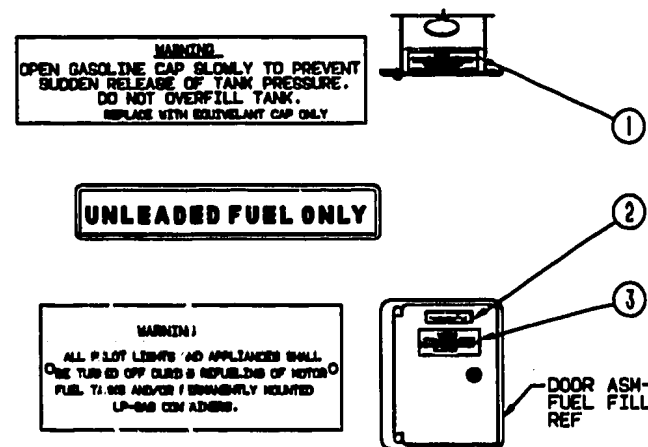 WARNING
OPEN GASOLINE CAP SLOWLY TO PREVENT
SUDDEN RELEASE OF TANK PRESSURE.
DO NOT OVERFILL TANK.
REPLACE WITH EQUIVELANT CAP ONLY
1
UNLEADED FUEL ONLY
2
3
WARNIN
ALL PILOT LIGHTS AND APPLIANCES SHALL
BE TURNED OFF DURING REFUELING OF MOTOR
FUEL TANKS AND/OR PERMANENTLY MOUNTED
LP-GAS CONTAINERS.
DOOR ASM-
FUEL FILL
REF